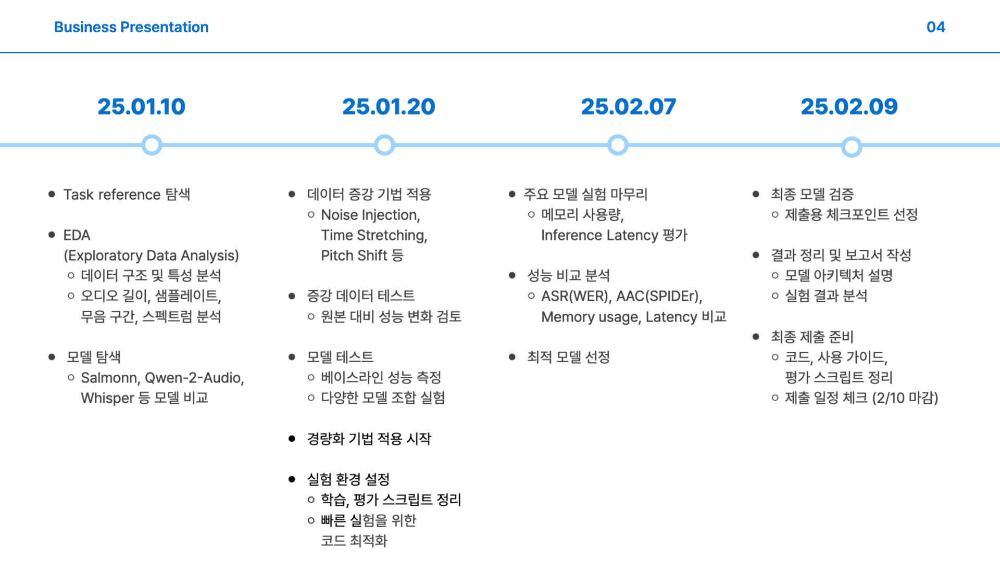 Business Presentation
04
25.01.10
25.01.20
25.02.07
25.02.09
● Task reference 탐색
● EDA
(Exploratory Data Analysis)
○ 데이터 구조 및 특성 분석
○ 오디오 길이, 샘플레이트,
무음 구간, 스펙트럼 분석
● 모델 탐색
○ Salmonn, Qwen-2-Audio,
Whisper 등 모델 비교
● 데이터 증강 기법 적용
○ Noise Injection,
Time Stretching,
Pitch Shift 등
● 증강 데이터 테스트
○ 원본 대비 성능 변화 검토
● 모델 테스트
○ 베이스라인 성능 측정
○ 다양한 모델 조합 실험
● 경량화 기법 적용 시작
● 실험 환경 설정
○ 학습, 평가 스크립트 정리
○ 빠른 실험을 위한
코드 최적화
● 주요 모델 실험 마무리
○ 메모리 사용량,
Inference Latency 평가
● 성능 비교 분석
○ ASR(WER), AAC(SPIDEr),
Memory usage, Latency 비교
● 최적 모델 선정
● 최종 모델 검증
○ 제출용 체크포인트 선정
● 결과 정리 및 보고서 작성
○ 모델 아키텍처 설명
○ 실험 결과 분석
● 최종 제출 준비
○ 코드, 사용 가이드,
평가 스크립트 정리
○ 제출 일정 체크 (2/10 마감)